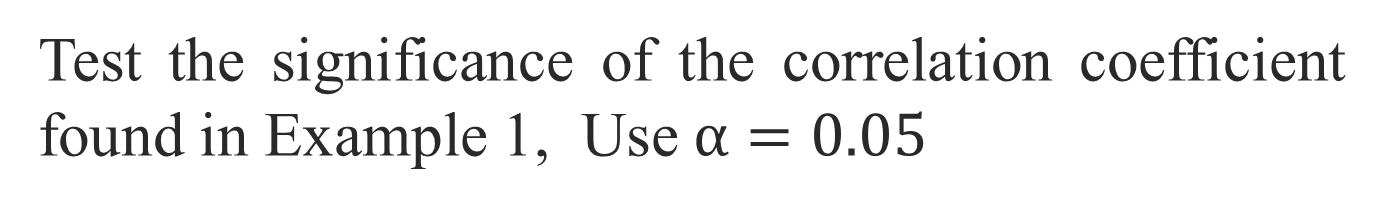 Test the significance of the correlation coefficient
found in Example 1, Use α = 0.05